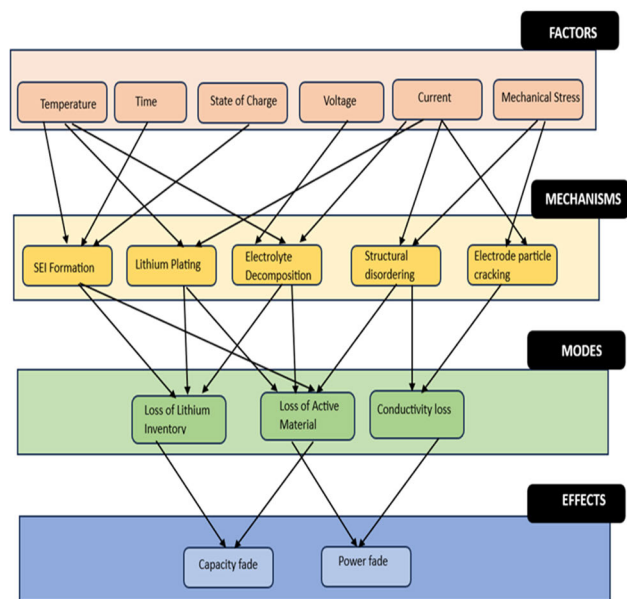 FACTORS
Temperature
Time
State of Charge
Voltage
Current
Mechanical Stress
MECHANISMS
SEI Formation
Lithium Plating
Electrolyte
Decomposition
Structural
disordering
Electrode particle
cracking
MODES
Loss of Lithium
Inventory
Loss of Active
Material
Conductivity loss
EFFECTS
Capacity fade
Power fade